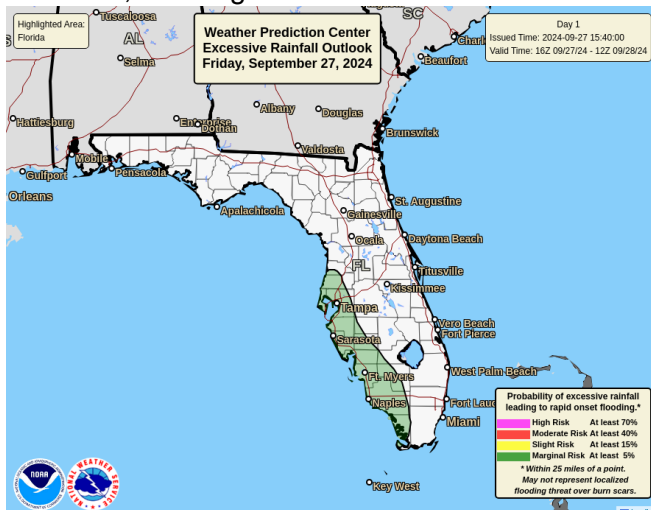 Highlighted Area:
Florida
Weather Prediction Center
Excessive Rainfall Outlook
Friday, September 27, 2024
Day 1
Issued Time: 2024-09-27 15:40:00
Valid Time: 16Z 09/27/24 - 12Z 09/28/24
Tuscaloosa
AL
SC
Selma
Beaufort
Albany
Douglas
Hattiesburg
Enterprise
Dothan
Brunswick
Valdosta
Mobile
Gulfport
Pensacola
Orleans
Apalachicola
St. Augustine
Gainesville
Ocala
Daytona Beach
FL
Titusville
Kissimmee
Tampa
Vero Beach
Fort Pierce
Sarasota
West Palm Beach
Ft. Myers
Naples
Fort Laud
Miami
Key West
Probability of excessive rainfall
leading to rapid onset flooding.*
High Risk At least 70%
Moderate Risk At least 40%
Slight Risk At least 15%
Marginal Risk At least 5%
* Within 25 miles of a point.
May not represent localized
flooding threat over burn scars.
NOAA
NATIONAL WEATHER SERVICE